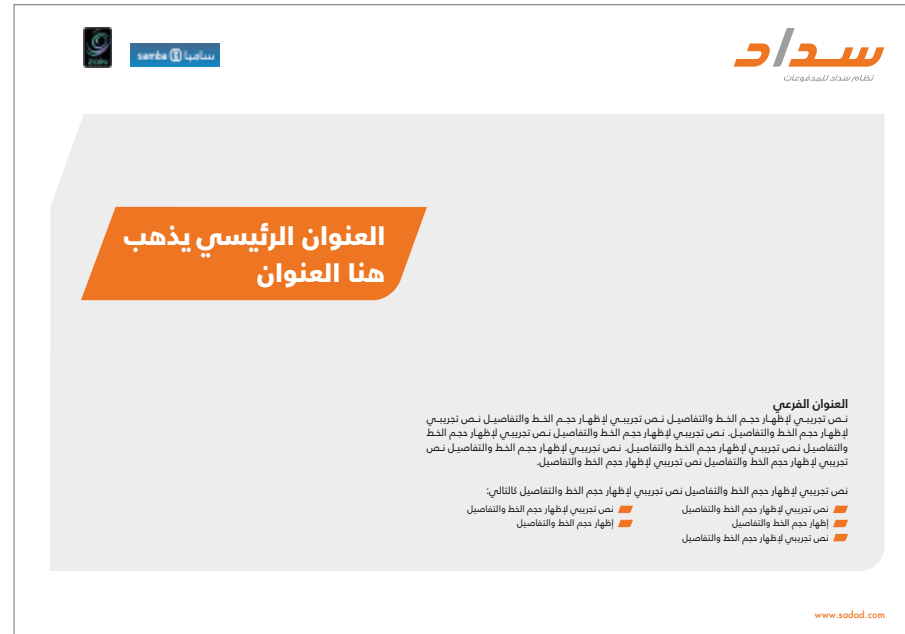 سداد
نظام سداد للمدفوعات
samba سامبا
العنوان الرئيسي يذهب
هنا العنوان
العنوان الفرعي
نص تجريبي لإظهار حجم الخط والتفاصيل نص تجريبي لإظهار حجم الخط والتفاصيل نص تجريبي
لإظهار حجم الخط والتفاصيل. نص تجريبي لإظهار حجم الخط والتفاصيل نص تجريبي لإظهار حجم الخط
والتفاصيل نص تجريبي لإظهار حجم الخط والتفاصيل. نص تجريبي لإظهار حجم الخط والتفاصيل نص
تجريبي لإظهار حجم الخط والتفاصيل نص تجريبي لإظهار حجم الخط والتفاصيل.
نص تجريبي لإظهار حجم الخط والتفاصيل نص تجريبي لإظهار حجم الخط والتفاصيل كالتالي:
نص تجريبي لإظهار حجم الخط والتفاصيل
إظهار حجم الخط والتفاصيل
نص تجريبي لإظهار حجم الخط والتفاصيل
نص تجريبي لإظهار حجم الخط والتفاصيل
إظهار حجم الخط والتفاصيل
www.sadad.com